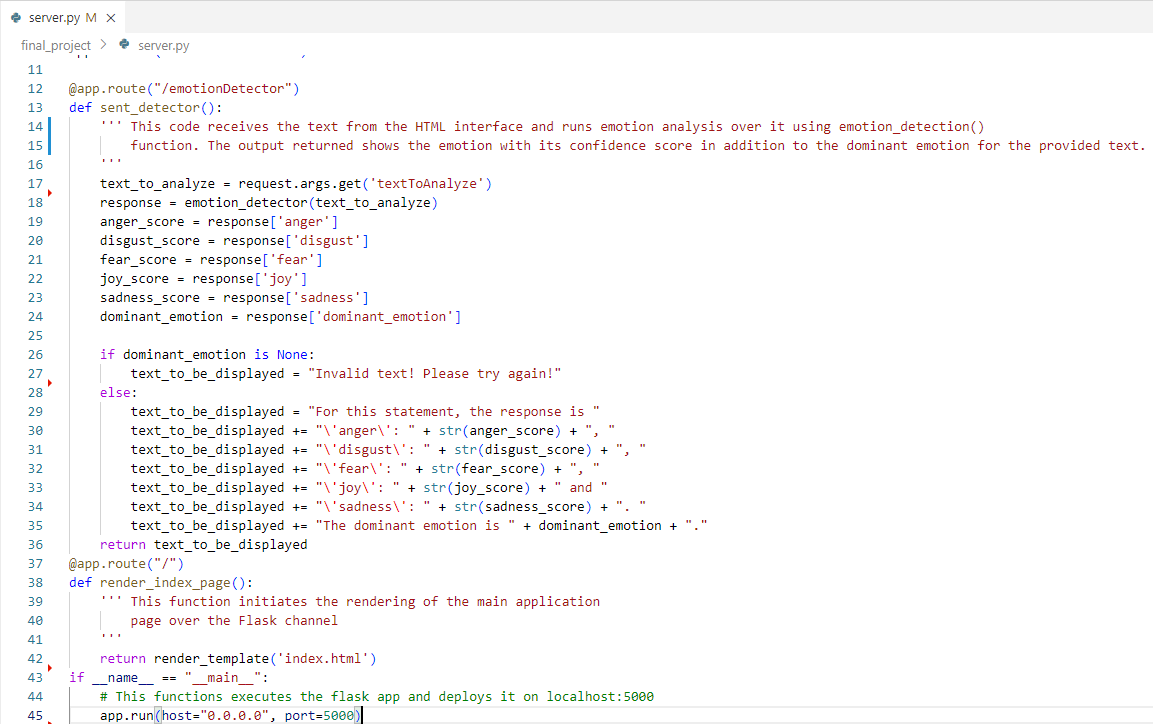 server.py M
final_project > server.py
11
12 @app.route("/emotionDetector")
13 def sent_detector():
14     ''' This code receives the text from the HTML interface and runs emotion analysis over it using emotion_detection()
15         function. The output returned shows the emotion with its confidence score in addition to the dominant emotion for the provided text.
16     '''
17     text_to_analyze = request.args.get('textToAnalyze')
18     response = emotion_detector(text_to_analyze)
19     anger_score = response['anger']
20     disgust_score = response['disgust']
21     fear_score = response['fear']
22     joy_score = response['joy']
23     sadness_score = response['sadness']
24     dominant_emotion = response['dominant_emotion']
25
26     if dominant_emotion is None:
27         text_to_be_displayed = "Invalid text! Please try again!"
28     else:
29         text_to_be_displayed = "For this statement, the response is "
30         text_to_be_displayed += "\'anger\': " + str(anger_score) + ", "
31         text_to_be_displayed += "\'disgust\': " + str(disgust_score) + ", "
32         text_to_be_displayed += "\'fear\': " + str(fear_score) + ", "
33         text_to_be_displayed += "\'joy\': " + str(joy_score) + " and "
34         text_to_be_displayed += "\'sadness\': " + str(sadness_score) + ". "
35         text_to_be_displayed += "The dominant emotion is " + dominant_emotion + "."
36     return text_to_be_displayed
37 @app.route("/")
38 def render_index_page():
39     ''' This function initiates the rendering of the main application
40         page over the Flask channel
41     '''
42     return render_template('index.html')
43 if __name__ == "__main__":
44     # This functions executes the flask app and deploys it on localhost:5000
45     app.run(host="0.0.0.0", port=5000)